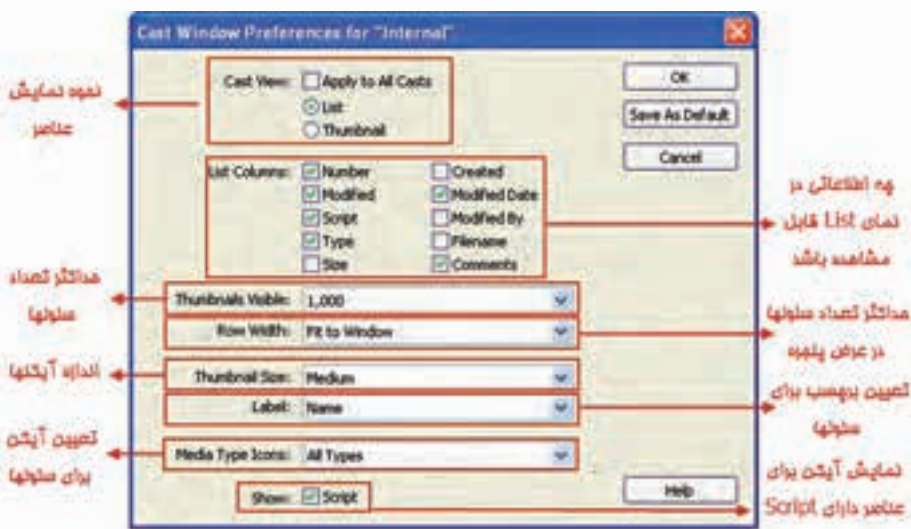 Cast Window Preferences for "Internal"
Cast View: Apply to All Casts
List
Thumbnail
OK
Save As Default
Cancel
List Columns: Number Created
Modified Modified Date
Script Modified By
Type Filename
Size Comments
Thumbnails Visible: 1,000
Row Width: Fit to Window
Thumbnail Size: Medium
Label: Name
Media Type Icons: All Types
Show: Script
Help
نحوه نمایش
عناصر
حداکثر تعداد
سلولها
اندازه آیکنها
تعیین آیکن
برای سلولها
چه اطلاعاتی در
نمای List قابل
مشاهده باشد
حداکثر تعداد سلولها
در عرض پنجره
تعیین برچسب برای
سلولها
نمایش آیکن برای
عناصر دارای Script